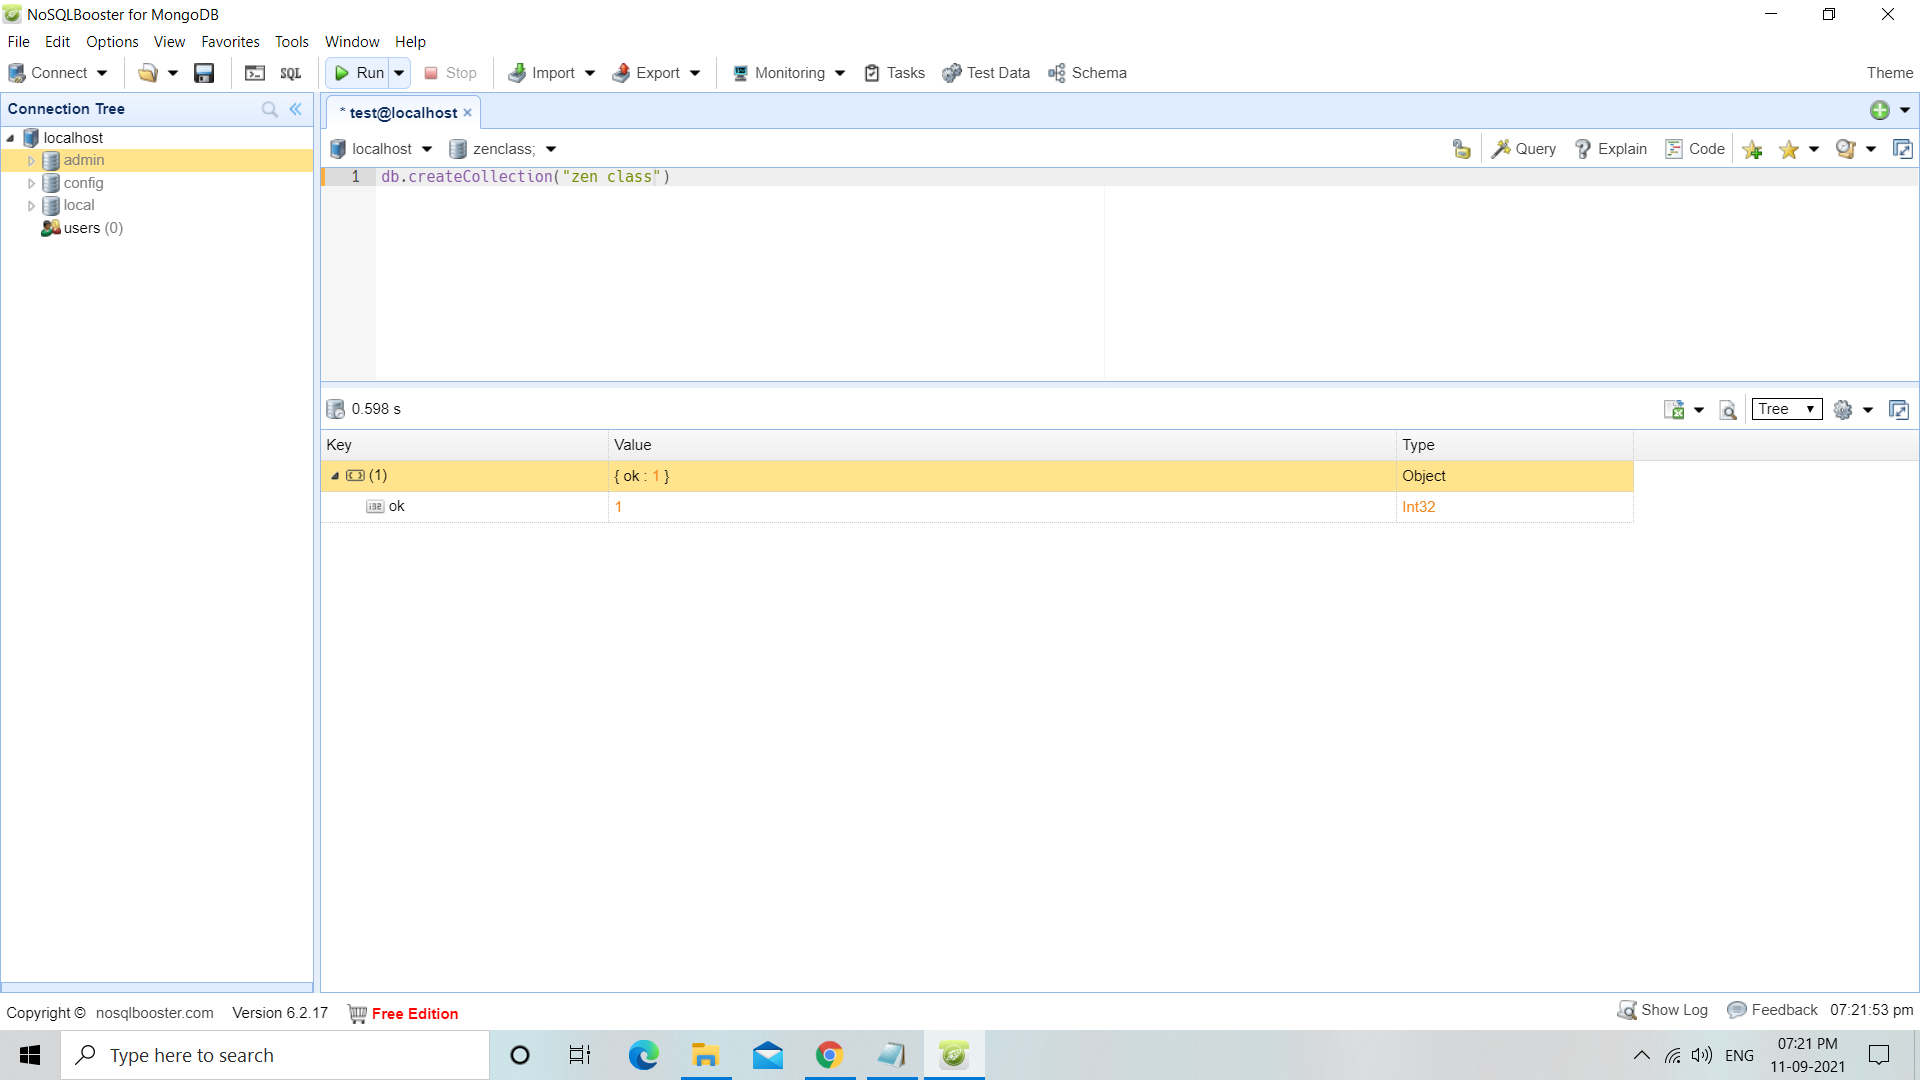 NoSQLBooster for MongoDB
File Edit Options View Favorites Tools Window Help
Connect SQL Run Stop Import Export Monitoring Tasks Test Data Schema Theme
Connection Tree
localhost
admin
config
local
users (0)
* test@localhost ×
localhost zenclass; Query Explain Code
1 db.createCollection("zen class")
0.598 s Tree
Key Value Type
(1) { ok : 1 } Object
i32 ok 1 Int32
Copyright © nosqlbooster.com Version 6.2.17 Free Edition Show Log Feedback 07:21:53 pm
Type here to search ENG 07:21 PM
11-09-2021